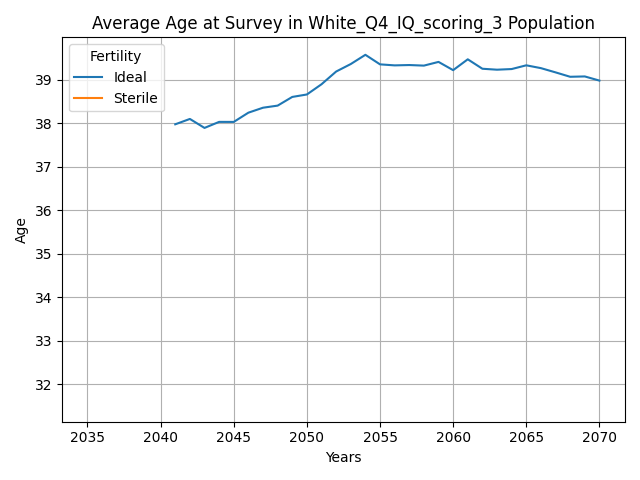 Average Age at Survey in White_Q4_IQ_scoring_3 Population
Fertility
Ideal
Sterile
39
38
37
36
35
34
33
32
Age
2035 2040 2045 2050 2055 2060 2065 2070
Years